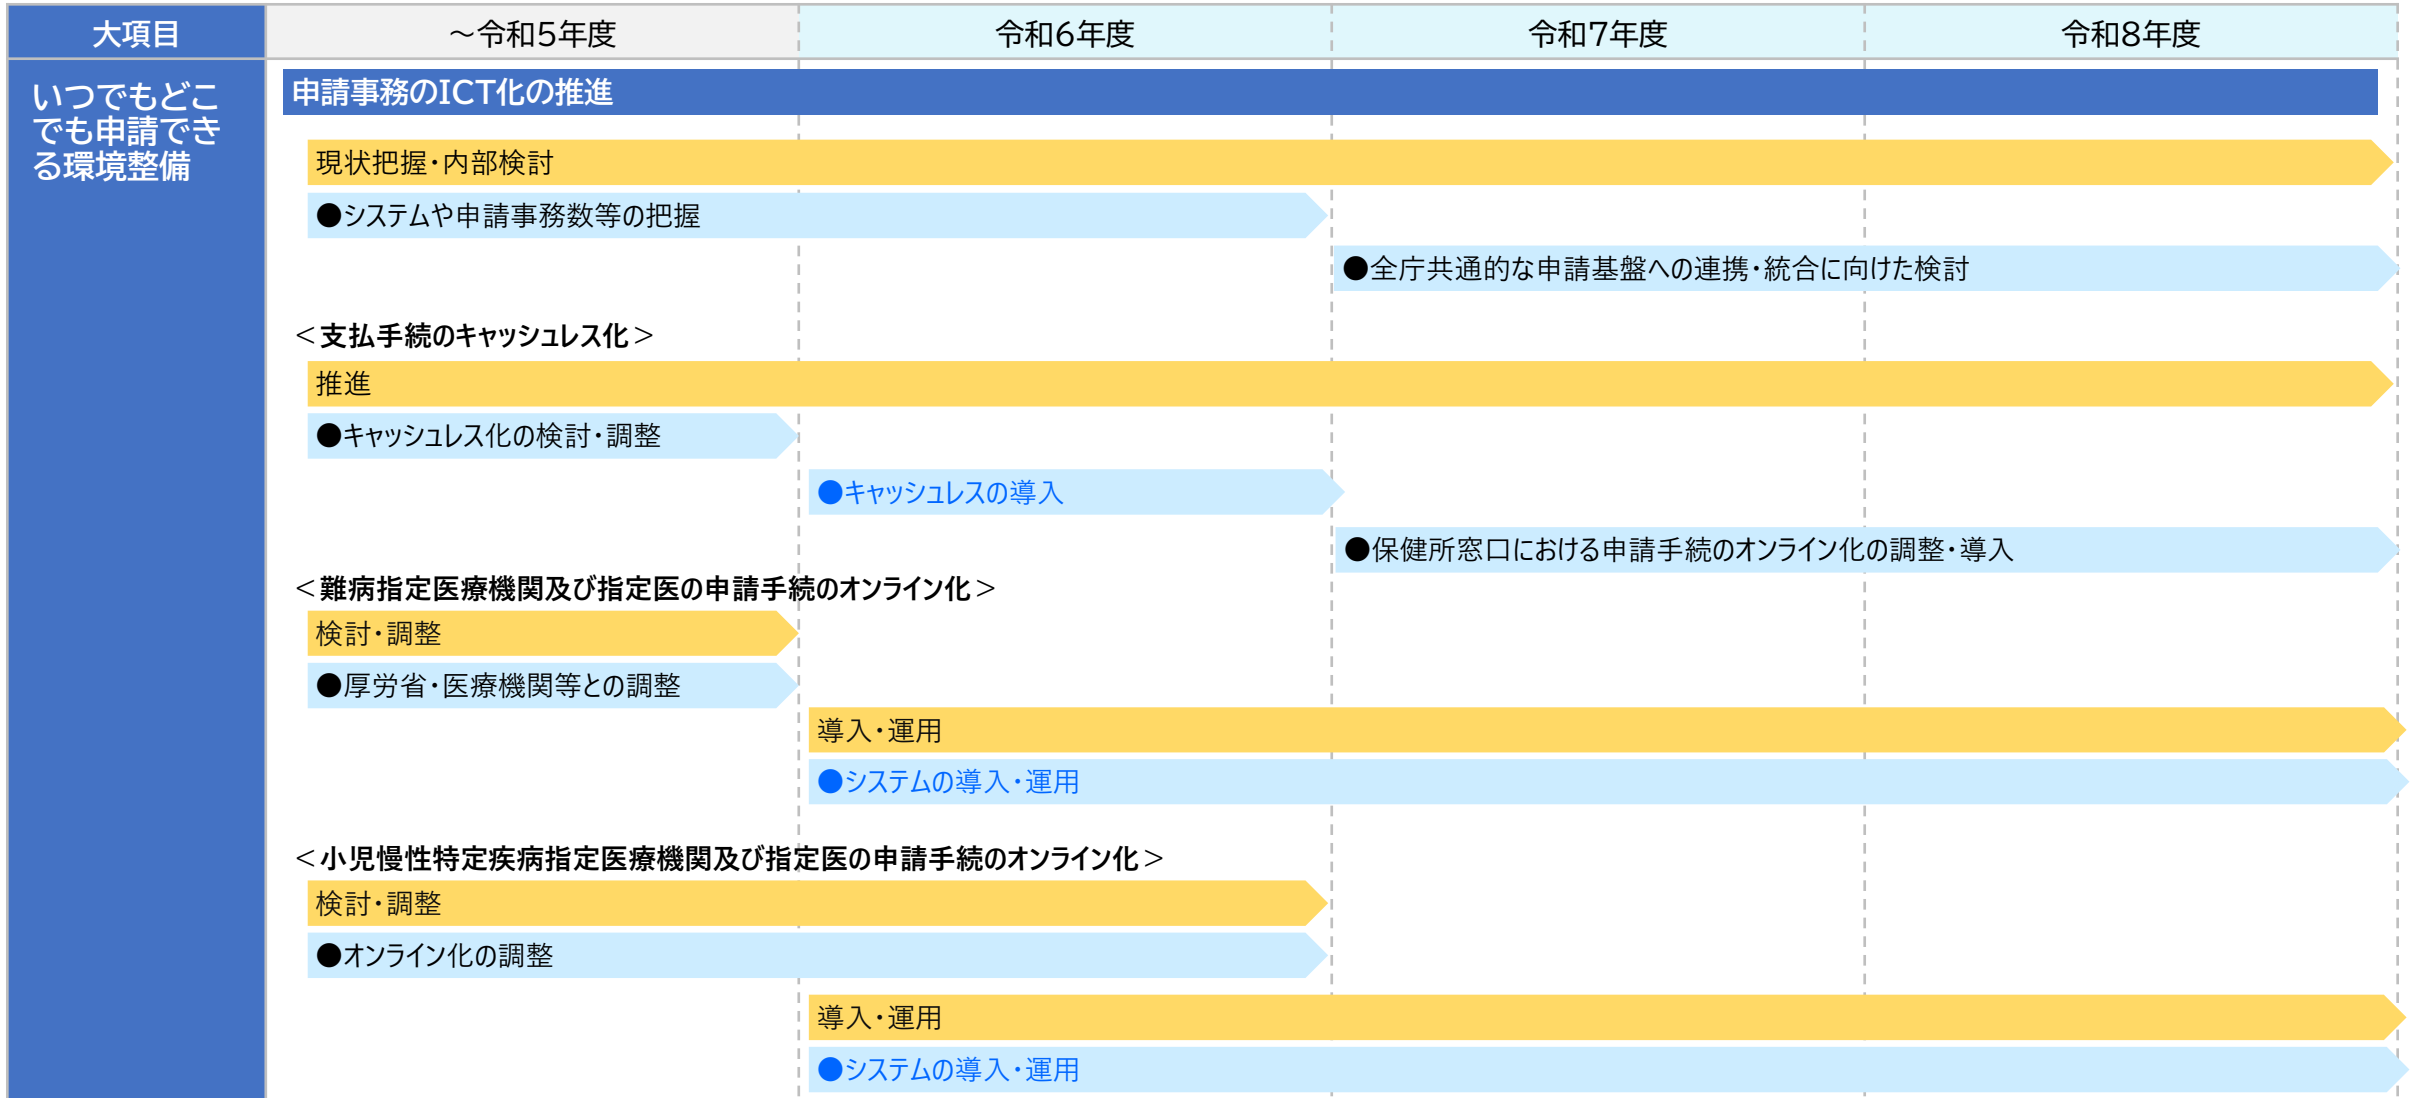 大項目
～令和5年度
令和6年度
令和7年度
令和8年度
いつでもどこ
でも申請でき
る環境整備
申請事務のICT化の推進
現状把握・内部検討
●システムや申請事務数等の把握
●全庁共通的な申請基盤への連携・統合に向けた検討
＜支払手続のキャッシュレス化＞
推進
●キャッシュレス化の検討・調整
●キャッシュレスの導入
●保健所窓口における申請手続のオンライン化の調整・導入
＜難病指定医療機関及び指定医の申請手続のオンライン化＞
検討・調整
●厚労省・医療機関等との調整
導入・運用
●システムの導入・運用
＜小児慢性特定疾病指定医療機関及び指定医の申請手続のオンライン化＞
検討・調整
●オンライン化の調整
導入・運用
●システムの導入・運用